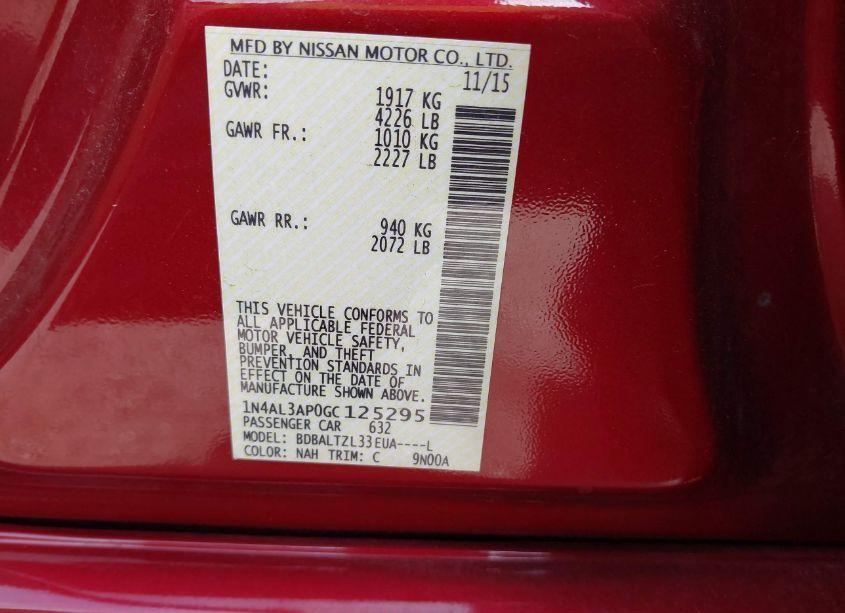 MFD BY NISSAN MOTOR CO., LTD.
DATE: 11/15
GVWR: 1917 KG
4226 LB
GAWR FR.: 1010 KG
2227 LB
GAWR RR.: 940 KG
2072 LB
THIS VEHICLE CONFORMS TO
ALL APPLICABLE FEDERAL
MOTOR VEHICLE SAFETY,
BUMPER, AND THEFT
PREVENTION STANDARDS IN
EFFECT ON THE DATE OF
MANUFACTURE SHOWN ABOVE.
1N4AL3AP0GC125295
PASSENGER CAR 632
MODEL: BDBALTZL33EUA----L
COLOR: NAH TRIM: C 9N00A